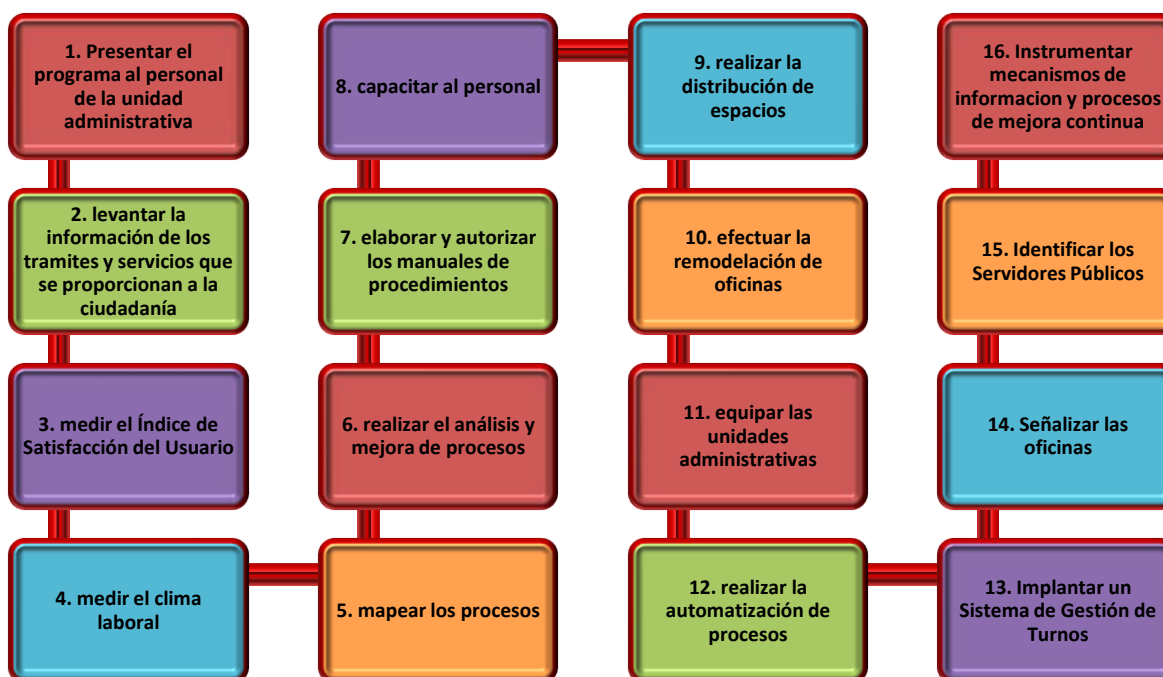 1. Presentar el
programa al personal
de la unidad
administrativa
2. levantar la
información de los
tramites y servicios que
se proporcionan a la
ciudadanía
3. medir el Índice de
Satisfacción del Usuario
4. medir el clima
laboral
5. mapear los procesos
6. realizar el análisis y
mejora de procesos
7. elaborar y autorizar
los manuales de
procedimientos
8. capacitar al personal
9. realizar la
distribución de
espacios
10. efectuar la
remodelación de
oficinas
11. equipar las
unidades
administrativas
12. realizar la
automatización de
procesos
13. Implantar un
Sistema de Gestión de
Turnos
14. Señalizar las
oficinas
15. Identificar los
Servidores Públicos
16. Instrumentar
mecanismos de
informacion y procesos
de mejora continua